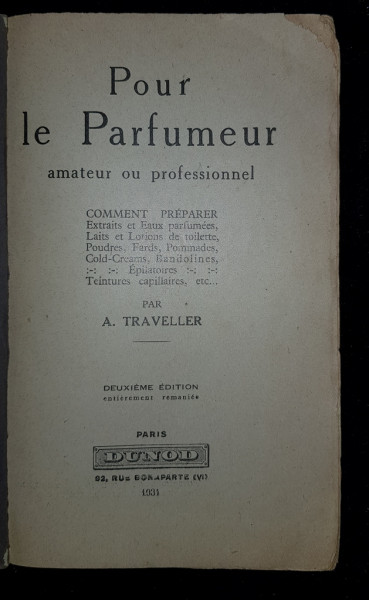 Pour
le Parfumeur
amateur ou professionnel
COMMENT PRÉPARER
Extraits et Eaux parfumées,
Laits et Lotions de toilette,
Poudres, Fards, Pommades,
Cold-Creams, Bandolines,
:-: :-: Épilatoires :-: :-:
Teintures capillaires, etc...
PAR
A. TRAVELLER
DEUXIÈME ÉDITION
entièrement remaniée
PARIS
DUNOD
92, RUE BONAPARTE (VI)
1931